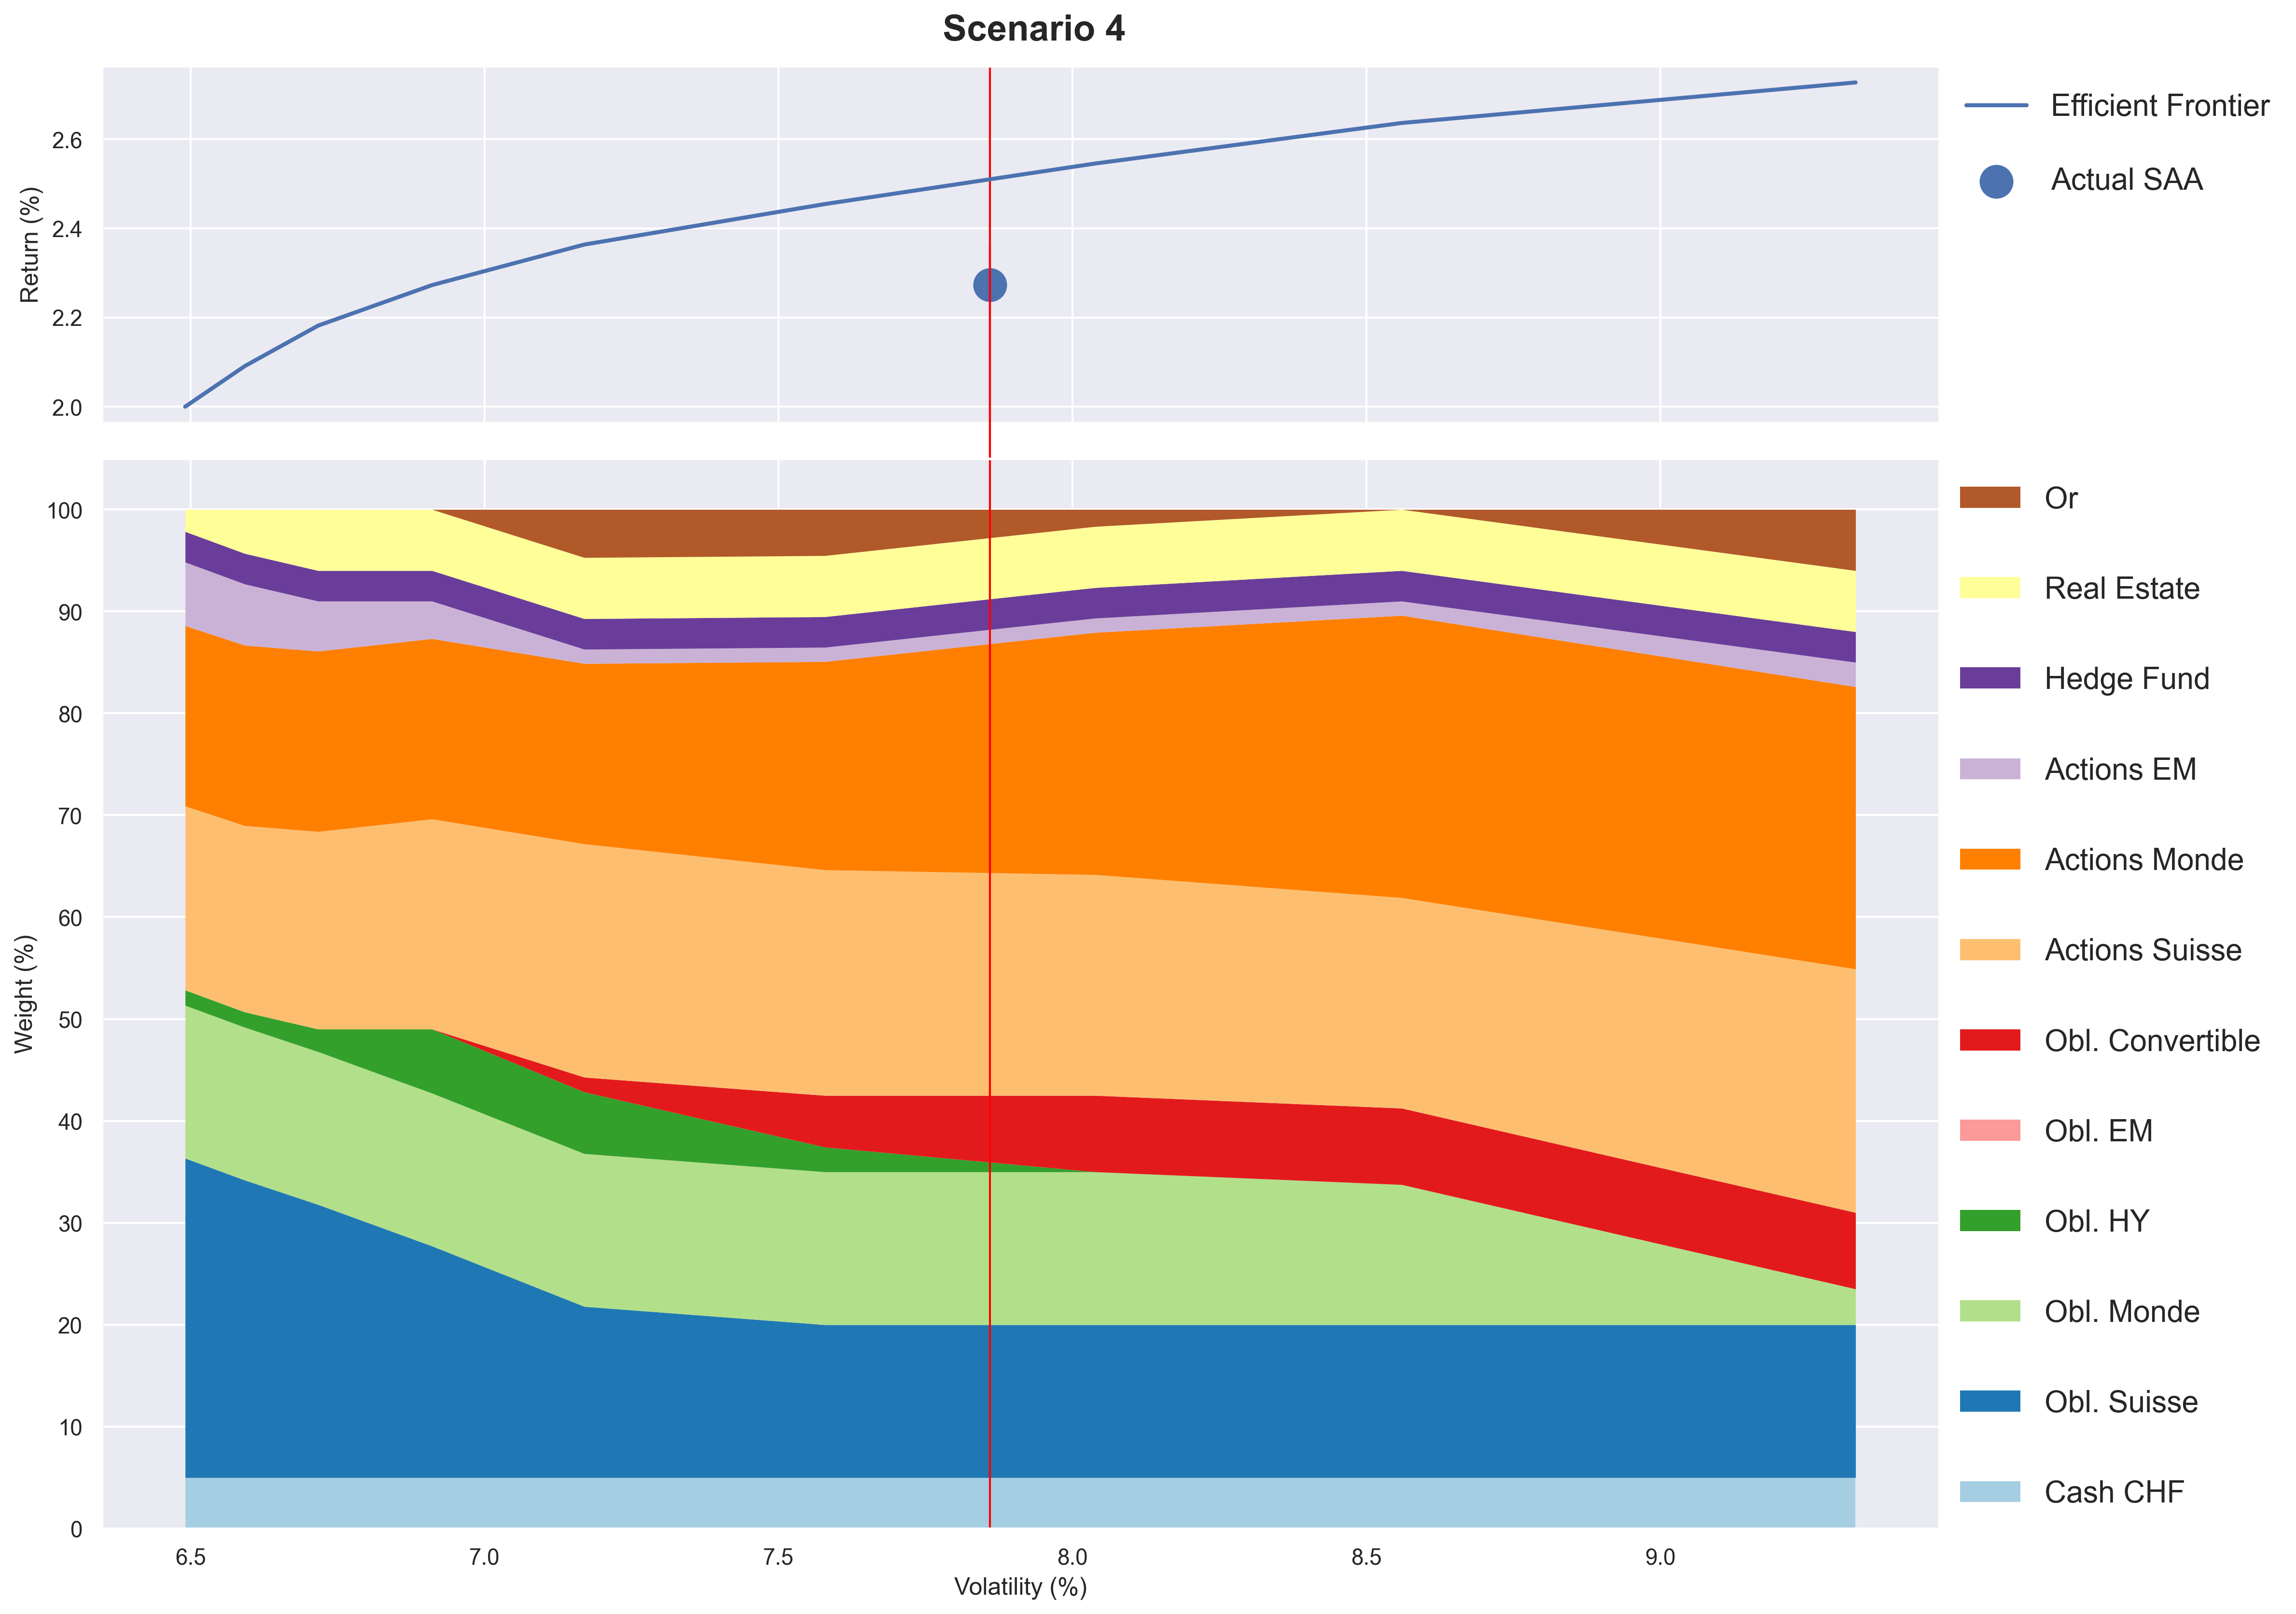 Scenario 4
Return (%)
2.6
2.4
2.2
2.0
Efficient Frontier
Actual SAA
Weight (%)
100
90
80
70
60
50
40
30
20
10
0
6.5 7.0 7.5 8.0 8.5 9.0
Volatility (%)
Or
Real Estate
Hedge Fund
Actions EM
Actions Monde
Actions Suisse
Obl. Convertible
Obl. EM
Obl. HY
Obl. Monde
Obl. Suisse
Cash CHF